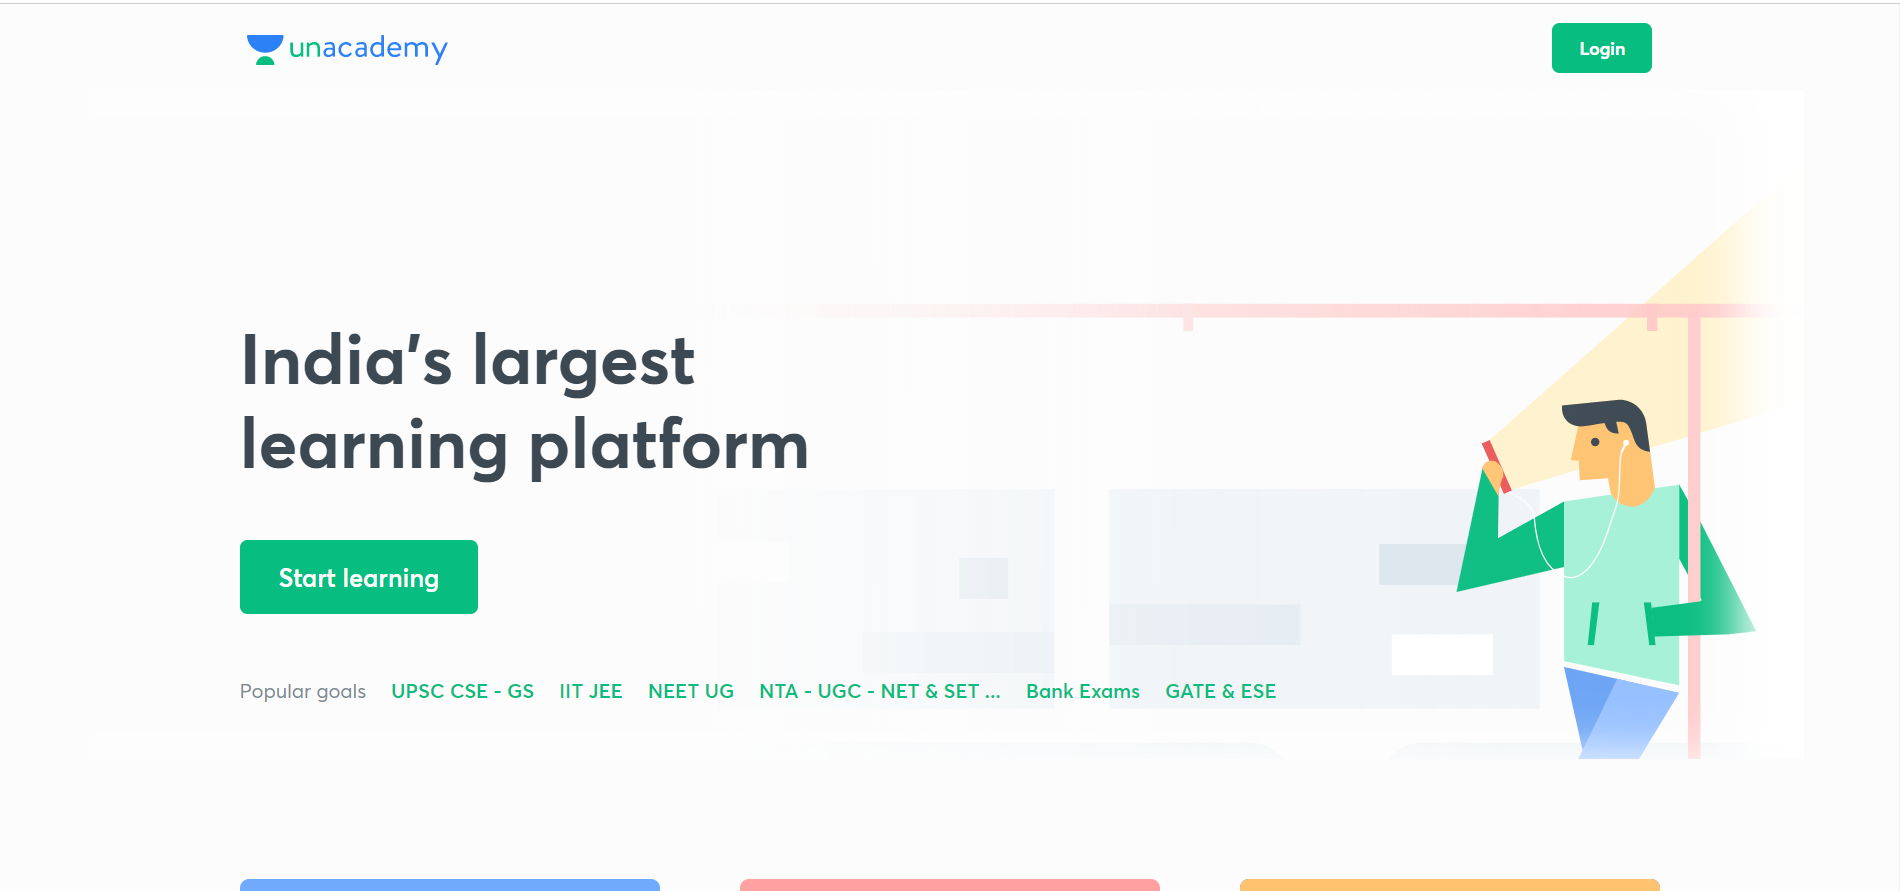 unacademy
Login
India's largest
learning platform
Start learning
Popular goals UPSC CSE - GS IIT JEE NEET UG NTA - UGC - NET & SET ... Bank Exams GATE & ESE